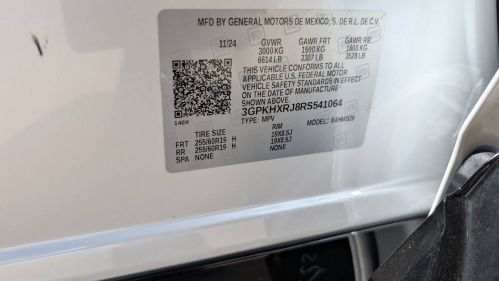 MFD BY GENERAL MOTORS DE MEXICO, S. DE R.L. DE C.V.
11/24 GVWR GAWR FRT GAWR RR
3000 KG 1500 KG 1600 KG
6614 LB 3307 LB 3528 LB
THIS VEHICLE CONFORMS TO ALL
APPLICABLE U.S. FEDERAL MOTOR
VEHICLE SAFETY STANDARDS IN EFFECT
ON THE DATE OF MANUFACTURE
SHOWN ABOVE.
3GPKHXRJ8RS541064
TYPE: MPV MODEL:
TIRE SIZE RIM
FRT 255/60R19 H 19X8.5J
RR 255/60R19 H 19X8.5J
SPA NONE NONE